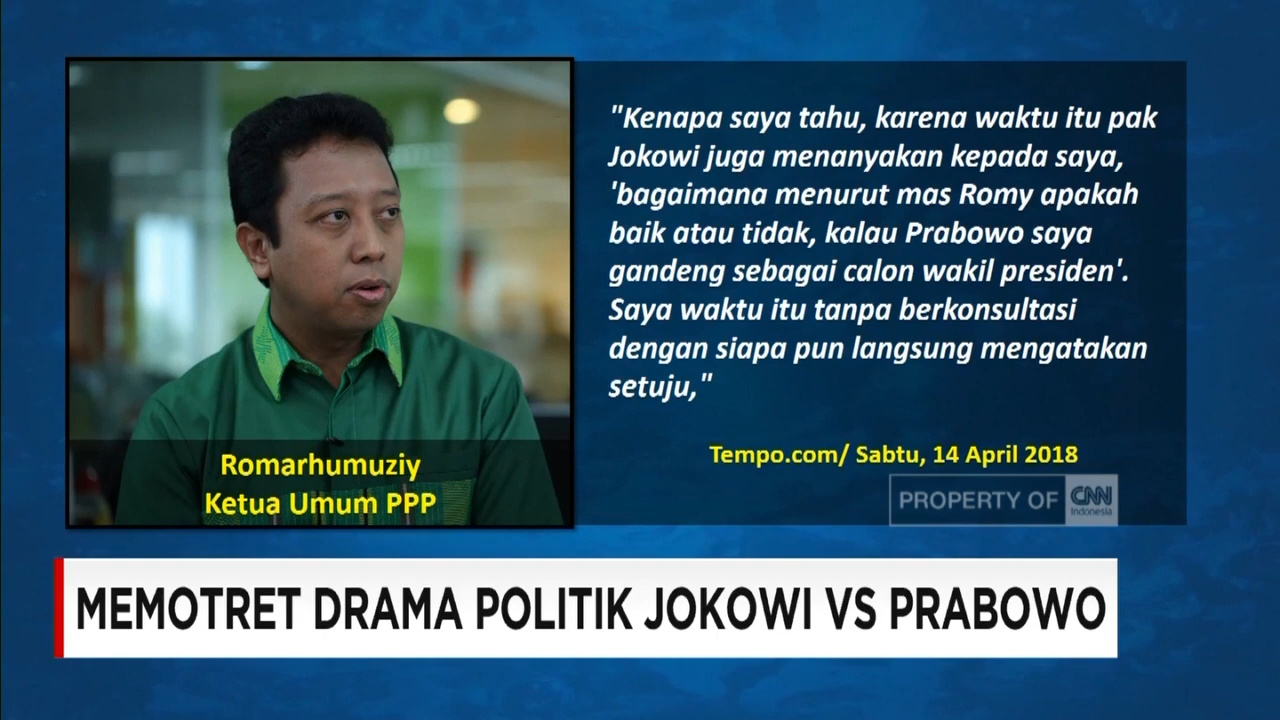 "Kenapa saya tahu, karena waktu itu pak
Jokowi juga menanyakan kepada saya,
'bagaimana menurut mas Romy apakah
baik atau tidak, kalau Prabowo saya
gandeng sebagai calon wakil presiden'.
Saya waktu itu tanpa berkonsultasi
dengan siapa pun langsung mengatakan
setuju,"
Tempo.com/ Sabtu, 14 April 2018
Romarhumuziy
Ketua Umum PPP
PROPERTY OF CNN Indonesia
MEMOTRET DRAMA POLITIK JOKOWI VS PRABOWO